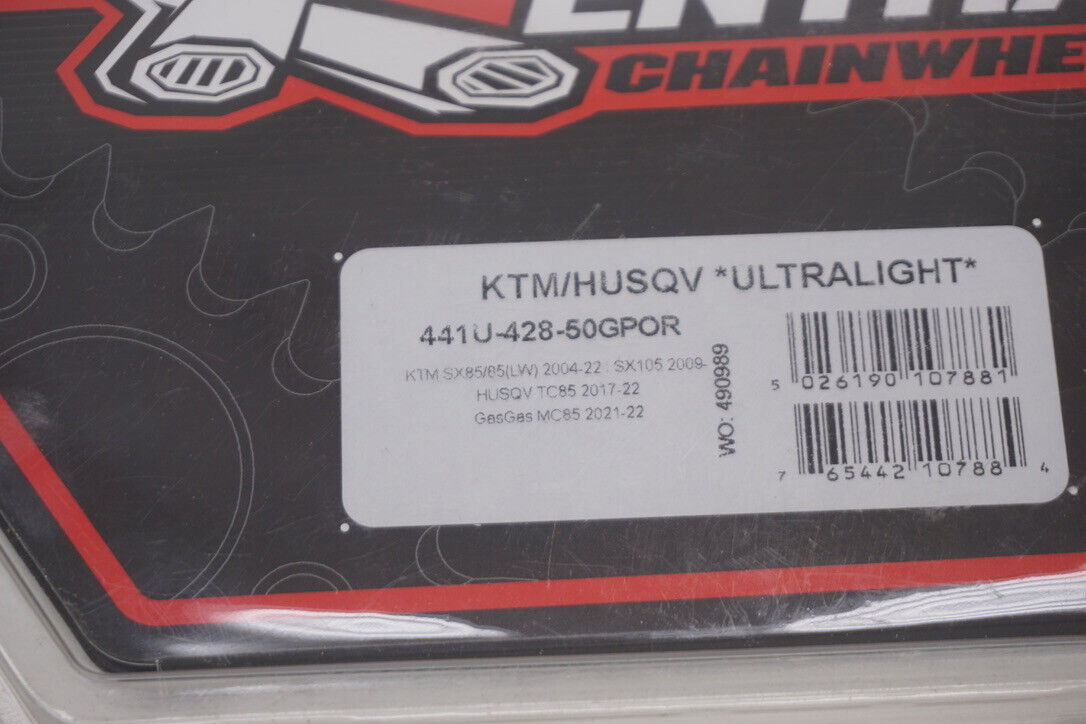 ENTHA
CHAINWHE
KTM/HUSQV *ULTRALIGHT*
441U-428-50GPOR
KTM SX85/85(LW) 2004-22 : SX105 2009-
HUSQV TC85 2017-22
GasGas MC85 2021-22
WO: 490989
5 026190 107881
7 65442 10788 4